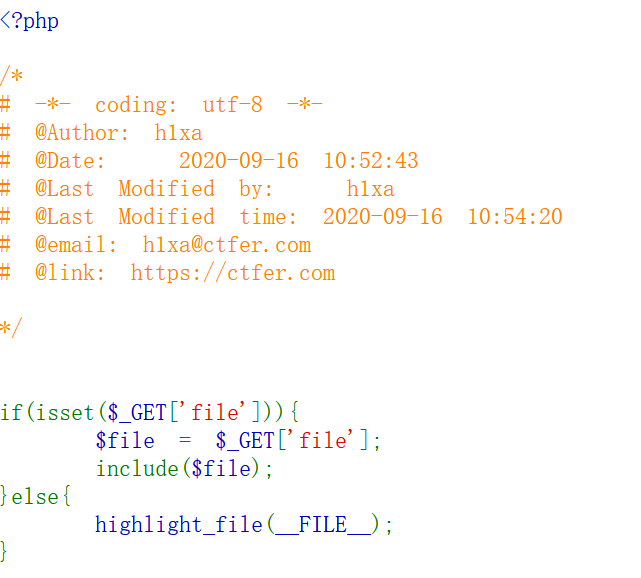 <?php
/*
# -*- coding: utf-8 -*-
# @Author: h1xa
# @Date:   2020-09-16 10:52:43
# @Last Modified by:   h1xa
# @Last Modified time: 2020-09-16 10:54:20
# @email: h1xa@ctfer.com
# @link: https://ctfer.com
*/
if(isset($_GET['file'])){
    $file = $_GET['file'];
    include($file);
}else{
    highlight_file(__FILE__);
}